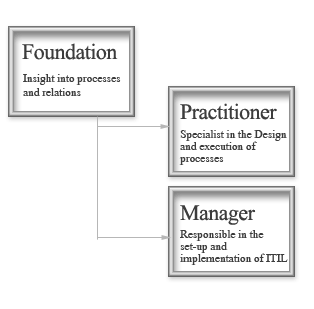 Foundation
Insight into processes
and relations
Practitioner
Specialist in the Design
and execution of
processes
Manager
Responsible in the
set-up and
implementation of ITIL